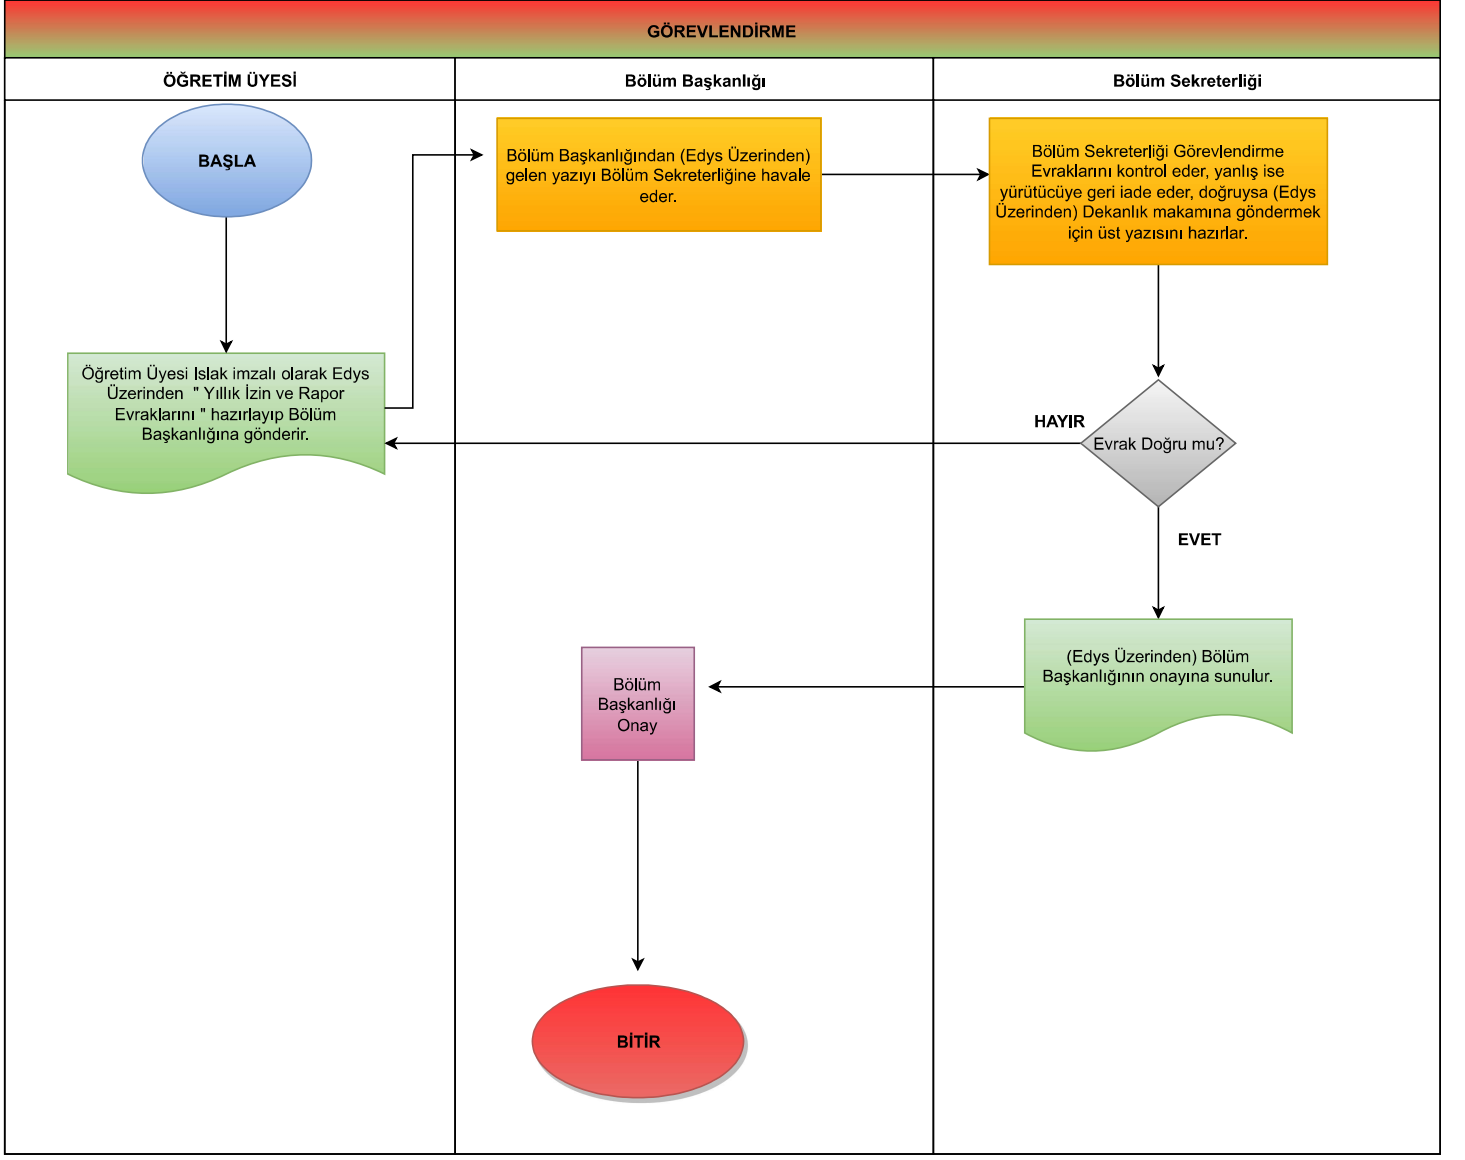 GÖREVLENDİRME
ÖĞRETİM ÜYESİ
Bölüm Başkanlığı
Bölüm Sekreterliği
BAŞLA
Bölüm Başkanlığından (Edys Üzerinden)
gelen yazıyı Bölüm Sekreterliğine havale
eder.
Bölüm Sekreterliği Görevlendirme
Evraklarını kontrol eder, yanlış ise
yürütücüye geri iade eder, doğruysa (Edys
Üzerinden) Dekanlık makamına göndermek
için üst yazısını hazırlar.
Öğretim Üyesi Islak imzalı olarak Edys
Üzerinden " Yıllık İzin ve Rapor
Evraklarını " hazırlayıp Bölüm
Başkanlığına gönderir.
HAYIR
Evrak Doğru mu?
EVET
(Edys Üzerinden) Bölüm
Başkanlığının onayına sunulur.
Bölüm
Başkanlığı
Onay
BİTİR